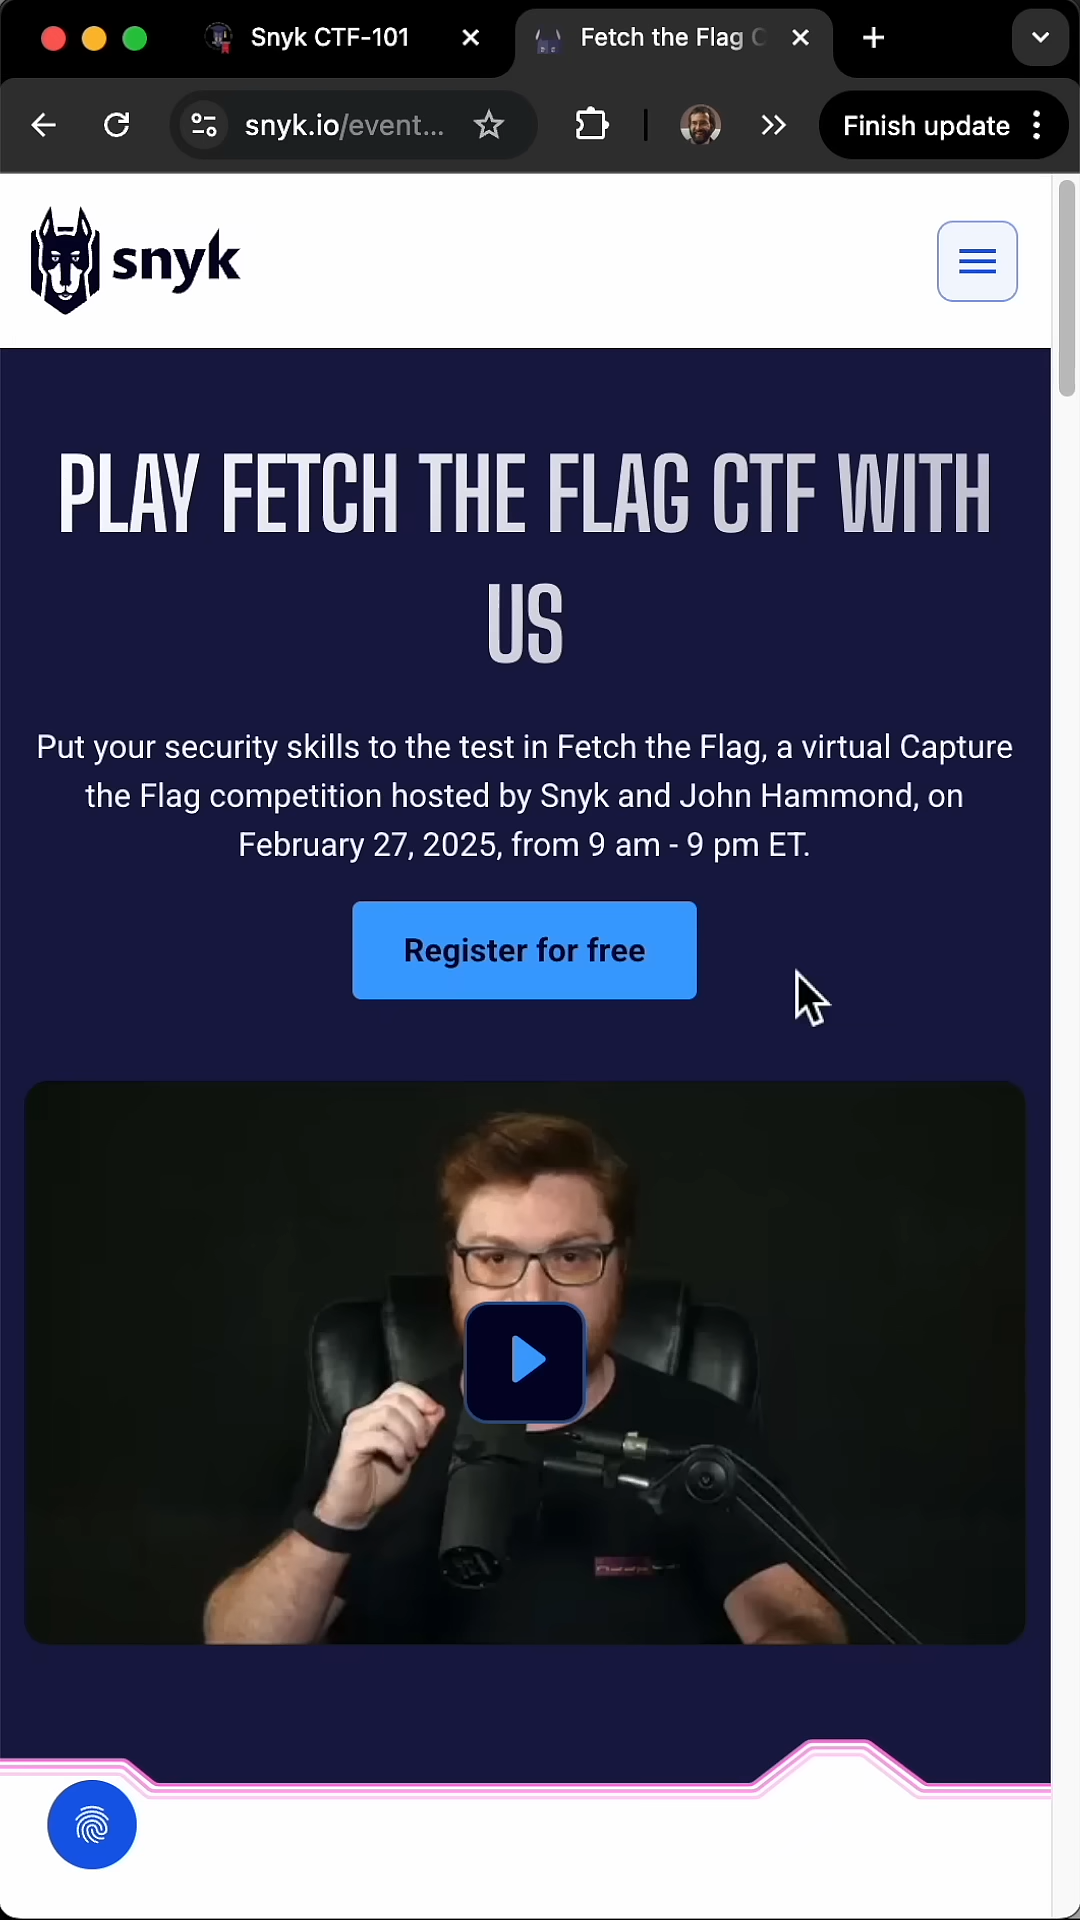 Snyk CTF-101
Fetch the Flag C
snyk.io/event...
Finish update
snyk
PLAY FETCH THE FLAG CTF WITH
US
Put your security skills to the test in Fetch the Flag, a virtual Capture
the Flag competition hosted by Snyk and John Hammond, on
February 27, 2025, from 9 am - 9 pm ET.
Register for free